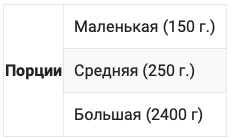 Маленькая (150 г.)
Порции
Средняя (250 г.)
Большая (2400 г)